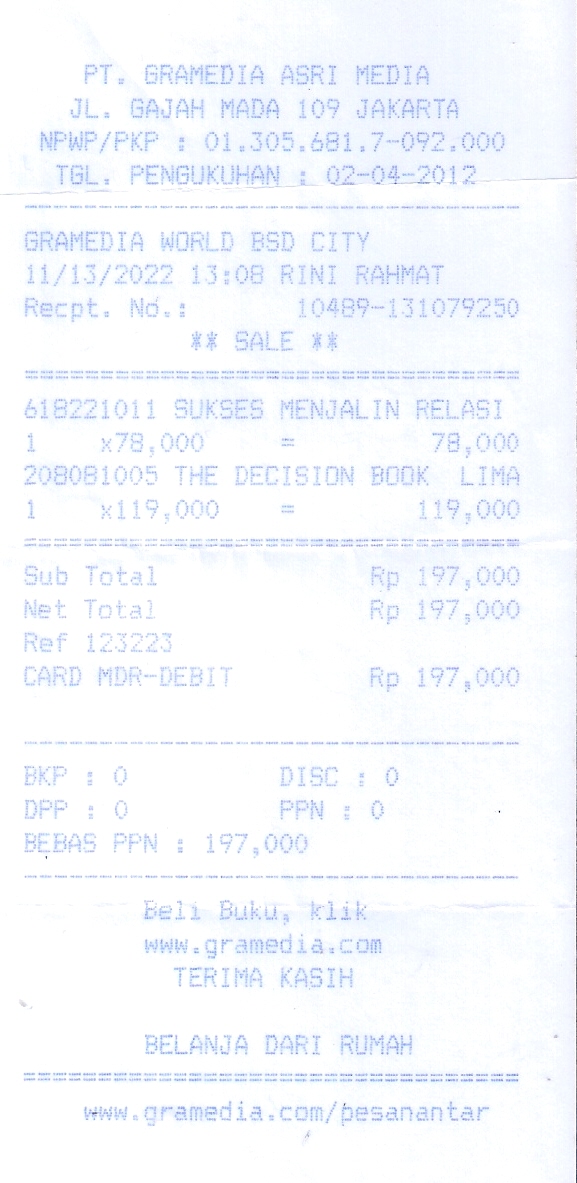 PT. GRAMEDIA ASRI MEDIA
JL. GAJAH MADA 109 JAKARTA
NPWP/PKP : 01.305.681.7-092.000
TGL. PENGUKUHAN : 02-04-2012
GRAMEDIA WORLD BSD CITY
11/13/2022 13:08 RINI RAHMAT
Recpt. No.: 10489-131079250
** SALE **
618221011 SUKSES MENJALIN RELASI
1 x78,000 = 78,000
208081005 THE DECISION BOOK LIMA
1 x119,000 = 119,000
Sub Total Rp 197,000
Net Total Rp 197,000
Ref 123223
CARD MDR-DEBIT Rp 197,000
BKP : 0 DISC : 0
DPP : 0 PPN : 0
BEBAS PPN : 197,000
Beli Buku, klik
www.gramedia.com
TERIMA KASIH
BELANJA DARI RUMAH
www.gramedia.com/pesanantar